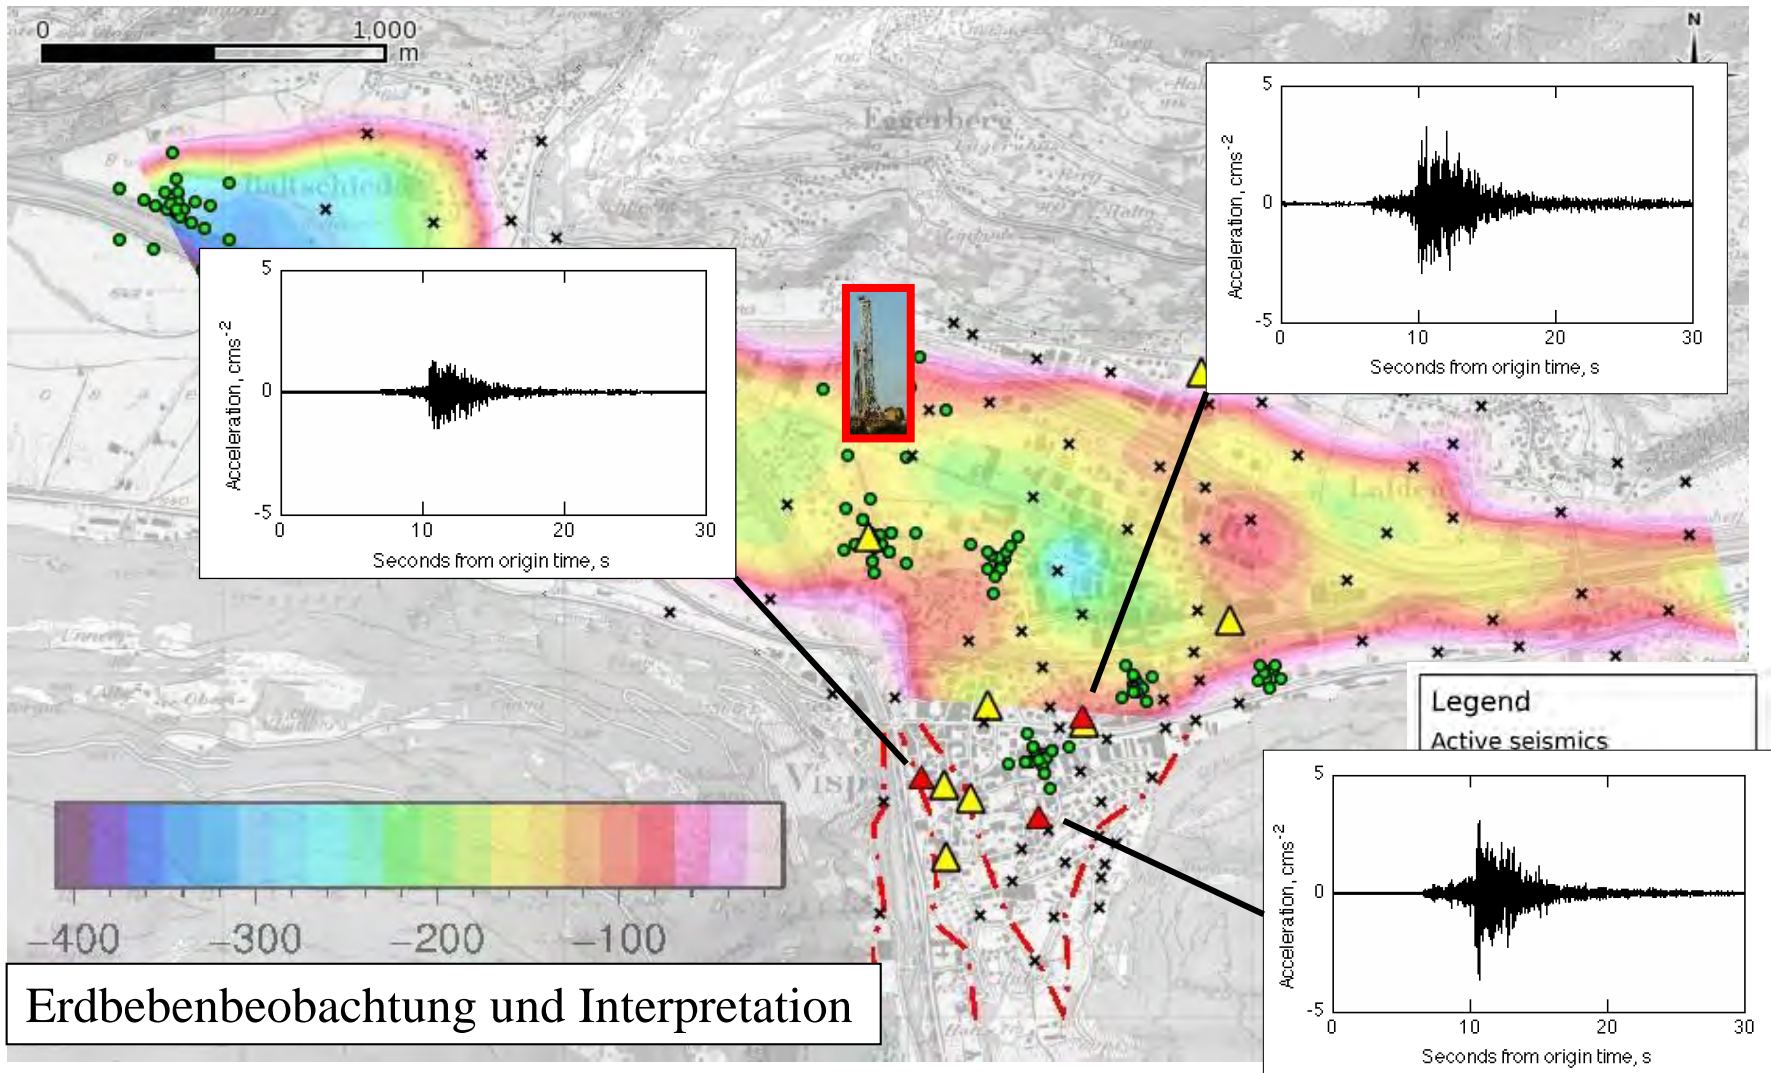 0
1,000
m
N
Eggerberg
Baltschieder
5
0
-5
Acceleration, cms-2
0
10
20
30
Seconds from origin time, s
5
0
-5
Acceleration, cms-2
0
10
20
30
Seconds from origin time, s
Lalden
Visp
Legend
Active seismics
5
0
-5
Acceleration, cms-2
0
10
20
30
Seconds from origin time, s
−400
−300
−200
−100
Erdbebenbeobachtung und Interpretation